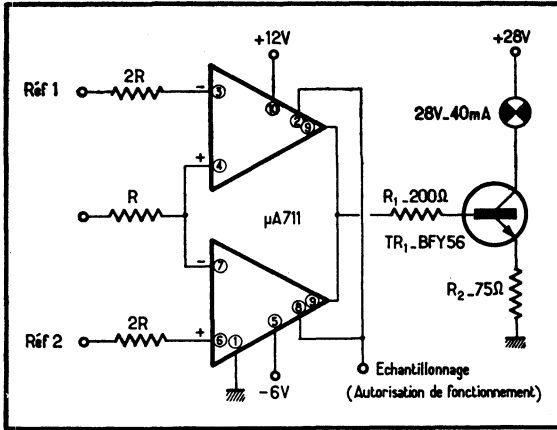 +12V
+28V
Réf 1
2R
-
3
10
2
9
28V_40mA
+
4
R
µA711
R1_200Ω
TR1_BFY56
-
7
R2_75Ω
Réf 2
2R
+
6
1
5
8
9
-6V
Echantillonnage
(Autorisation de fonctionnement)